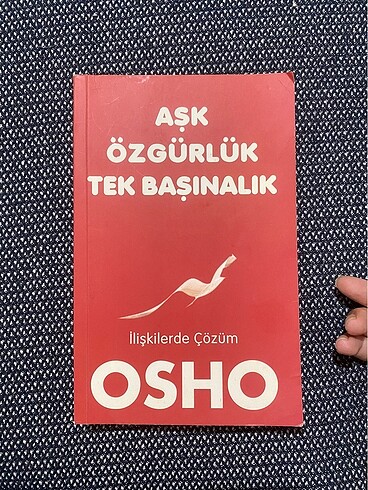 AŞK
ÖZGÜRLÜK
TEK BAŞINALIK
İlişkilerde Çözüm
OSHO